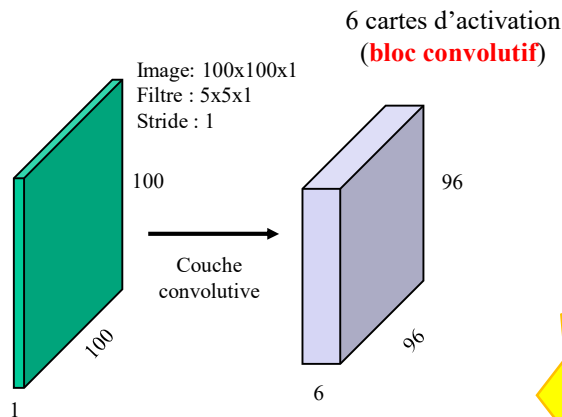 6 cartes d’activation
(bloc convolutif)
Image: 100x100x1
Filtre : 5x5x1
Stride : 1
100
96
Couche
convolutive
100
96
1
6